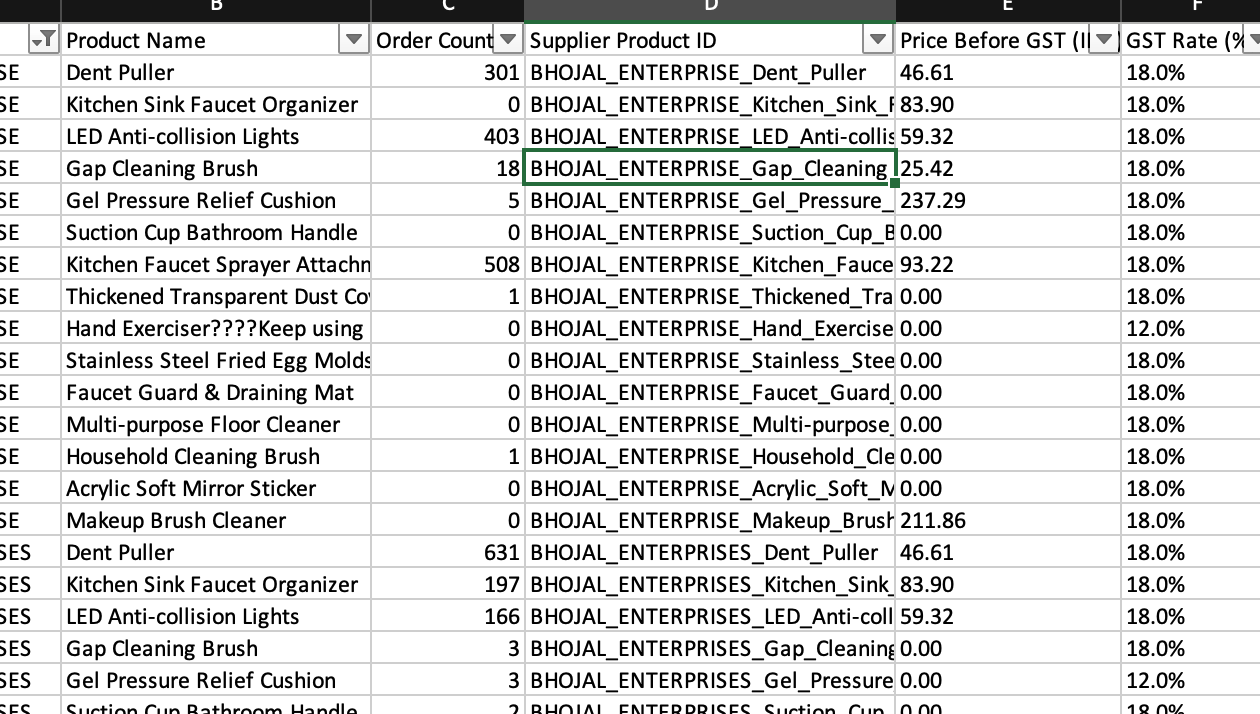 B C D E F
Product Name Order Count Supplier Product ID Price Before GST (I GST Rate (%
SE Dent Puller 301 BHOJAL_ENTERPRISE_Dent_Puller 46.61 18.0%
SE Kitchen Sink Faucet Organizer 0 BHOJAL_ENTERPRISE_Kitchen_Sink_F 83.90 18.0%
SE LED Anti-collision Lights 403 BHOJAL_ENTERPRISE_LED_Anti-collis 59.32 18.0%
SE Gap Cleaning Brush 18 BHOJAL_ENTERPRISE_Gap_Cleaning 25.42 18.0%
SE Gel Pressure Relief Cushion 5 BHOJAL_ENTERPRISE_Gel_Pressure_ 237.29 18.0%
SE Suction Cup Bathroom Handle 0 BHOJAL_ENTERPRISE_Suction_Cup_B 0.00 18.0%
SE Kitchen Faucet Sprayer Attachm 508 BHOJAL_ENTERPRISE_Kitchen_Fauce 93.22 18.0%
SE Thickened Transparent Dust Cov 1 BHOJAL_ENTERPRISE_Thickened_Tra 0.00 18.0%
SE Hand Exerciser????Keep using 0 BHOJAL_ENTERPRISE_Hand_Exercise 0.00 12.0%
SE Stainless Steel Fried Egg Molds 0 BHOJAL_ENTERPRISE_Stainless_Stee 0.00 18.0%
SE Faucet Guard & Draining Mat 0 BHOJAL_ENTERPRISE_Faucet_Guard_ 0.00 18.0%
SE Multi-purpose Floor Cleaner 0 BHOJAL_ENTERPRISE_Multi-purpose_ 0.00 18.0%
SE Household Cleaning Brush 1 BHOJAL_ENTERPRISE_Household_Cle 0.00 18.0%
SE Acrylic Soft Mirror Sticker 0 BHOJAL_ENTERPRISE_Acrylic_Soft_M 0.00 18.0%
SE Makeup Brush Cleaner 0 BHOJAL_ENTERPRISE_Makeup_Brush 211.86 18.0%
SES Dent Puller 631 BHOJAL_ENTERPRISES_Dent_Puller 46.61 18.0%
SES Kitchen Sink Faucet Organizer 197 BHOJAL_ENTERPRISES_Kitchen_Sink_ 83.90 18.0%
SES LED Anti-collision Lights 166 BHOJAL_ENTERPRISES_LED_Anti-coll 59.32 18.0%
SES Gap Cleaning Brush 3 BHOJAL_ENTERPRISES_Gap_Cleaning 0.00 18.0%
SES Gel Pressure Relief Cushion 3 BHOJAL_ENTERPRISES_Gel_Pressure 0.00 12.0%
SES Suction Cup Bathroom Handle 2 BHOJAL_ENTERPRISES_Suction_Cup 0.00 18.0%